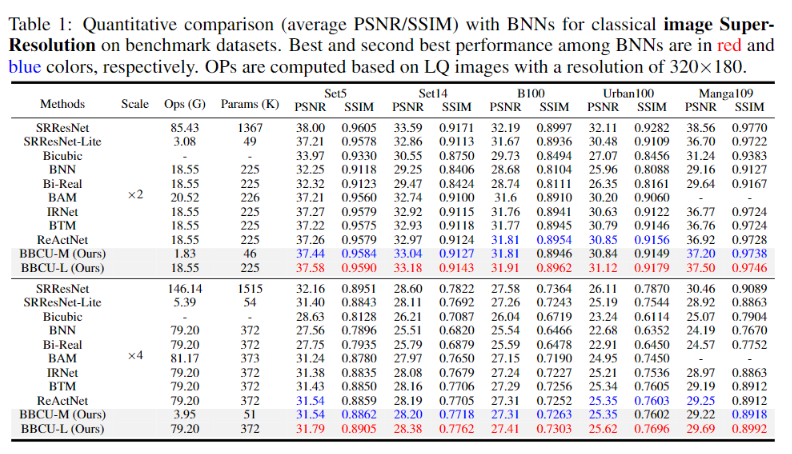 Table 1: Quantitative comparison (average PSNR/SSIM) with BNNs for classical image Super-
Resolution on benchmark datasets. Best and second best performance among BNNs are in red and
blue colors, respectively. OPs are computed based on LQ images with a resolution of 320×180.
Methods Scale Ops (G) Params (K) Set5 Set14 B100 Urban100 Manga109
PSNR SSIM PSNR SSIM PSNR SSIM PSNR SSIM PSNR SSIM
SRResNet 85.43 1367 38.00 0.9605 33.59 0.9171 32.19 0.8997 32.11 0.9282 38.56 0.9770
SRResNet-Lite 3.08 49 37.21 0.9578 32.86 0.9113 31.67 0.8936 30.48 0.9109 36.70 0.9722
Bicubic - - 33.97 0.9330 30.55 0.8750 29.73 0.8494 27.07 0.8456 31.24 0.9383
BNN 18.55 225 32.25 0.9118 29.25 0.8406 28.68 0.8104 25.96 0.8088 29.16 0.9127
Bi-Real 18.55 225 32.32 0.9123 29.47 0.8424 28.74 0.8111 26.35 0.8161 29.64 0.9167
BAM ×2 20.52 226 37.21 0.9560 32.74 0.9100 31.6 0.8910 30.20 0.9060 - -
IRNet 18.55 225 37.27 0.9579 32.92 0.9115 31.76 0.8941 30.63 0.9122 36.77 0.9724
BTM 18.55 225 37.22 0.9575 32.93 0.9118 31.77 0.8945 30.79 0.9146 36.76 0.9724
ReActNet 18.55 225 37.26 0.9579 32.97 0.9124 31.81 0.8954 30.85 0.9156 36.92 0.9728
BBCU-M (Ours) 1.83 46 37.44 0.9584 33.04 0.9127 31.81 0.8946 30.84 0.9149 37.20 0.9738
BBCU-L (Ours) 18.55 225 37.58 0.9590 33.18 0.9143 31.91 0.8962 31.12 0.9179 37.50 0.9746
SRResNet 146.14 1515 32.16 0.8951 28.60 0.7822 27.58 0.7364 26.11 0.7870 30.46 0.9089
SRResNet-Lite 5.39 54 31.40 0.8843 28.11 0.7692 27.26 0.7243 25.19 0.7544 28.92 0.8863
Bicubic - - 28.63 0.8128 26.21 0.7087 26.04 0.6719 23.24 0.6114 25.07 0.7904
BNN 79.20 372 27.56 0.7896 25.51 0.6820 25.54 0.6466 22.68 0.6352 24.19 0.7670
Bi-Real 79.20 372 27.75 0.7935 25.79 0.6879 25.59 0.6478 22.91 0.6450 24.57 0.7752
BAM ×4 81.17 373 31.24 0.8780 27.97 0.7650 27.15 0.7190 24.95 0.7450 - -
IRNet 79.20 372 31.38 0.8835 28.08 0.7679 27.24 0.7227 25.21 0.7536 28.97 0.8863
BTM 79.20 372 31.43 0.8850 28.16 0.7706 27.29 0.7256 25.34 0.7605 29.19 0.8912
ReActNet 79.20 372 31.54 0.8859 28.19 0.7705 27.31 0.7252 25.35 0.7603 29.25 0.8912
BBCU-M (Ours) 3.95 51 31.54 0.8862 28.20 0.7718 27.31 0.7263 25.35 0.7602 29.22 0.8918
BBCU-L (Ours) 79.20 372 31.79 0.8905 28.38 0.7762 27.41 0.7303 25.62 0.7696 29.69 0.8992